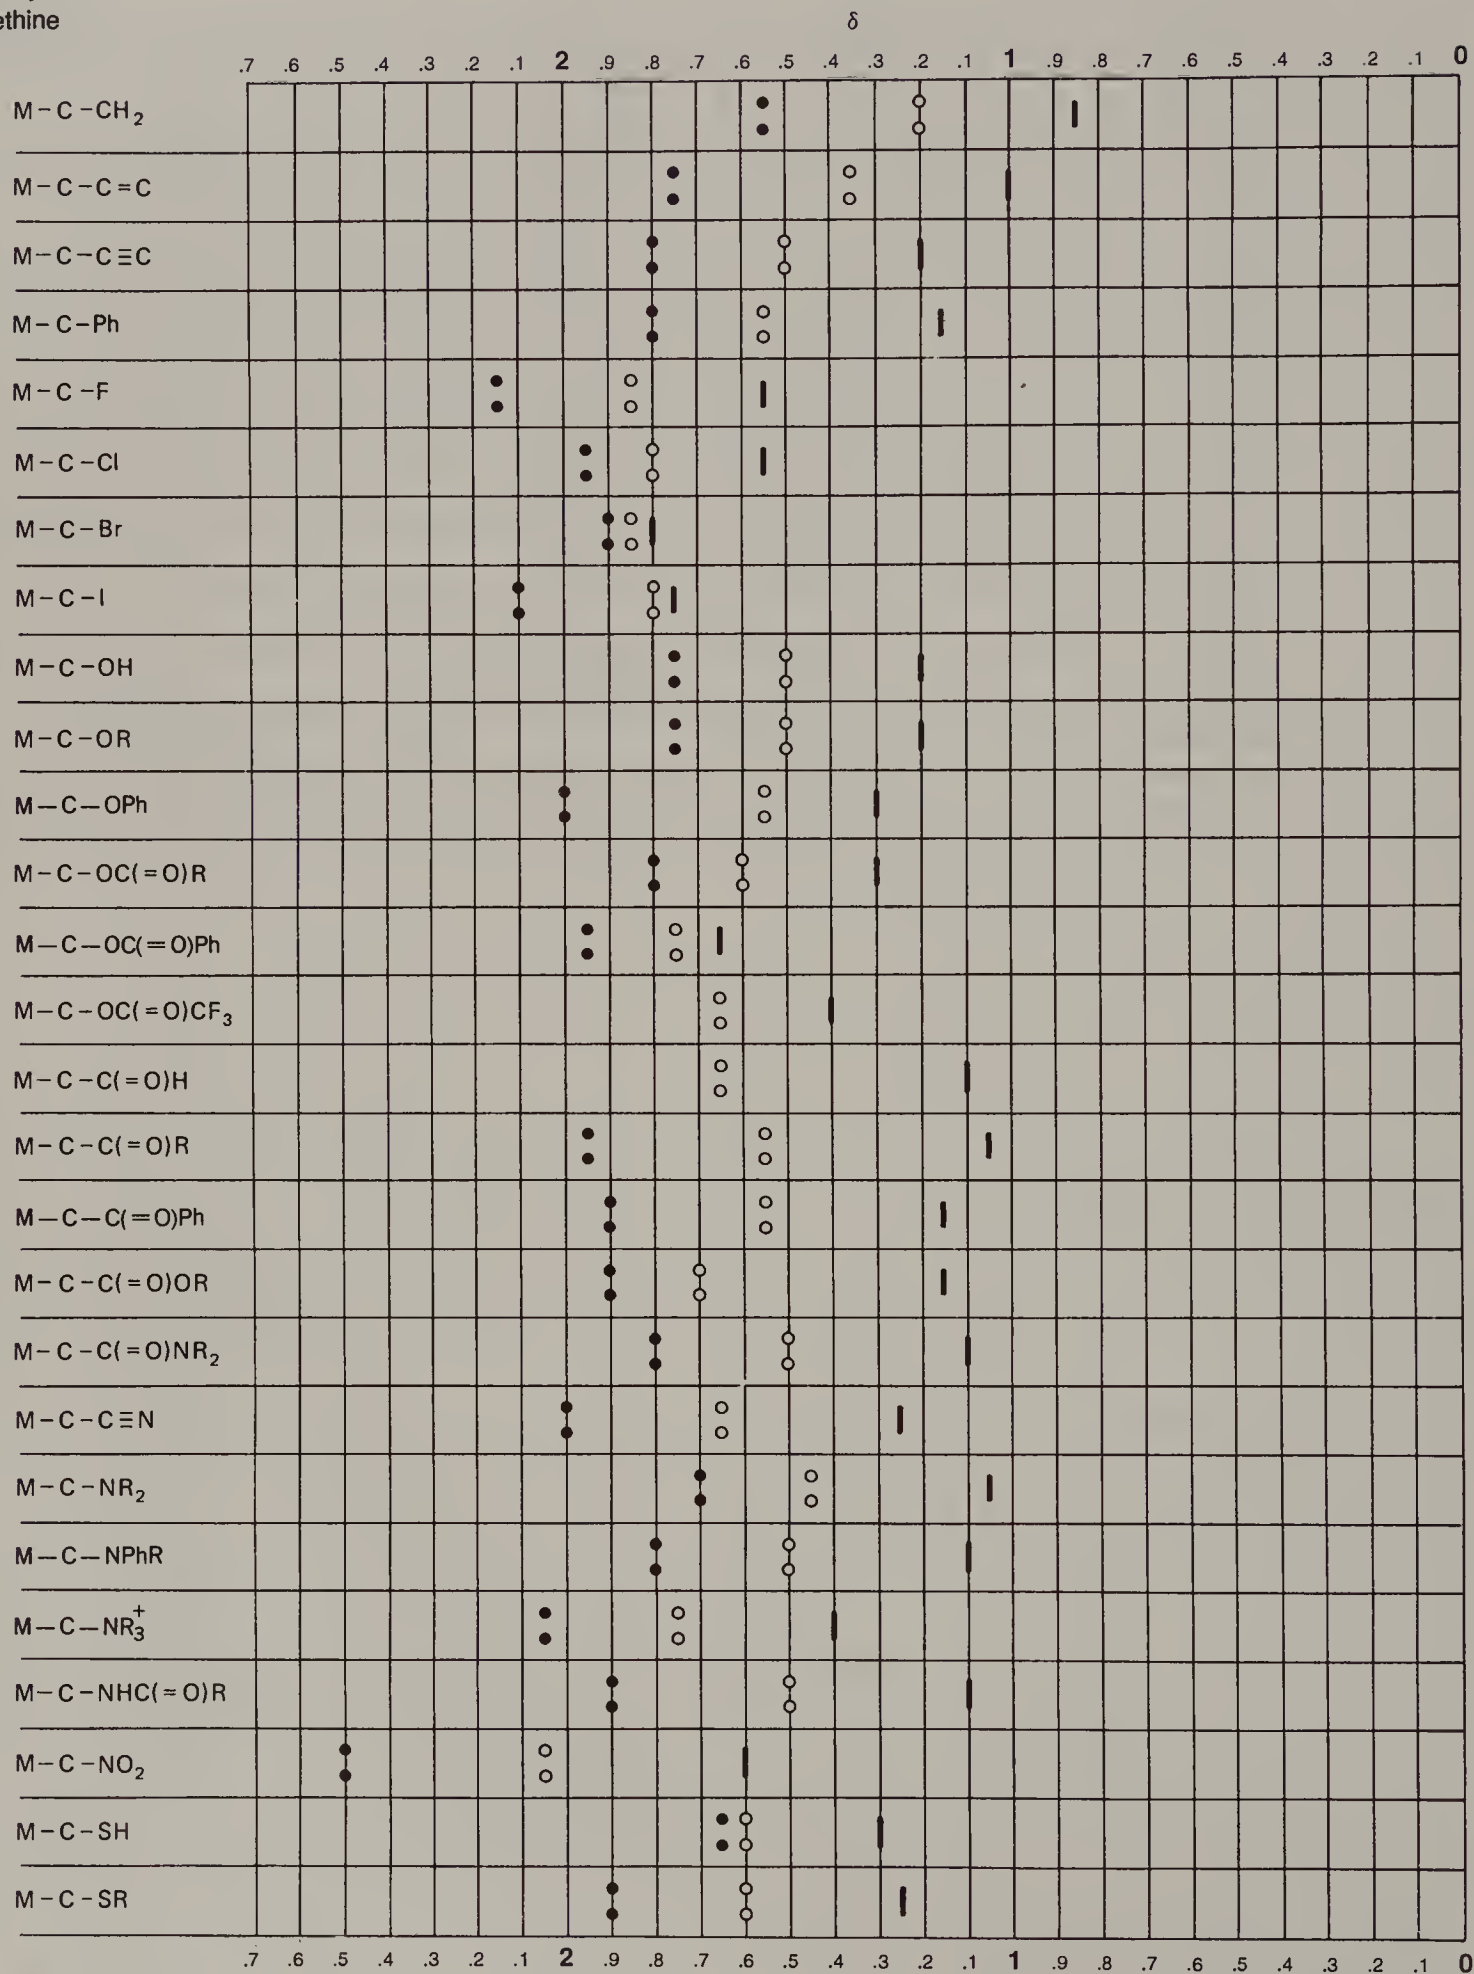 ethine
δ
.7 .6 .5 .4 .3 .2 .1 2 .9 .8 .7 .6 .5 .4 .3 .2 .1 1 .9 .8 .7 .6 .5 .4 .3 .2 .1 0
M-C-CH2
M-C-C=C
M-C-C≡C
M-C-Ph
M-C-F
M-C-Cl
M-C-Br
M-C-I
M-C-OH
M-C-OR
M-C-OPh
M-C-OC(=O)R
M-C-OC(=O)Ph
M-C-OC(=O)CF3
M-C-C(=O)H
M-C-C(=O)R
M-C-C(=O)Ph
M-C-C(=O)OR
M-C-C(=O)NR2
M-C-C≡N
M-C-NR2
M-C-NPhR
M-C-NR3+
M-C-NHC(=O)R
M-C-NO2
M-C-SH
M-C-SR
.7 .6 .5 .4 .3 .2 .1 2 .9 .8 .7 .6 .5 .4 .3 .2 .1 1 .9 .8 .7 .6 .5 .4 .3 .2 .1 0